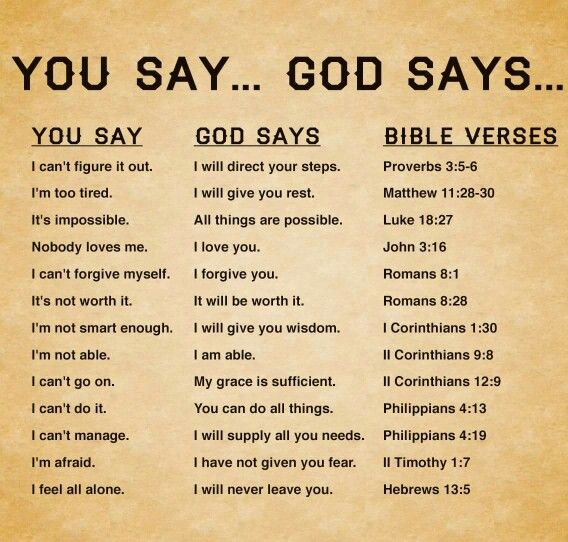 YOU SAY... GOD SAYS...
YOU SAY GOD SAYS BIBLE VERSES
I can't figure it out. I will direct your steps. Proverbs 3:5-6
I'm too tired. I will give you rest. Matthew 11:28-30
It's impossible. All things are possible. Luke 18:27
Nobody loves me. I love you. John 3:16
I can't forgive myself. I forgive you. Romans 8:1
It's not worth it. It will be worth it. Romans 8:28
I'm not smart enough. I will give you wisdom. I Corinthians 1:30
I'm not able. I am able. II Corinthians 9:8
I can't go on. My grace is sufficient. II Corinthians 12:9
I can't do it. You can do all things. Philippians 4:13
I can't manage. I will supply all you needs. Philippians 4:19
I'm afraid. I have not given you fear. II Timothy 1:7
I feel all alone. I will never leave you. Hebrews 13:5